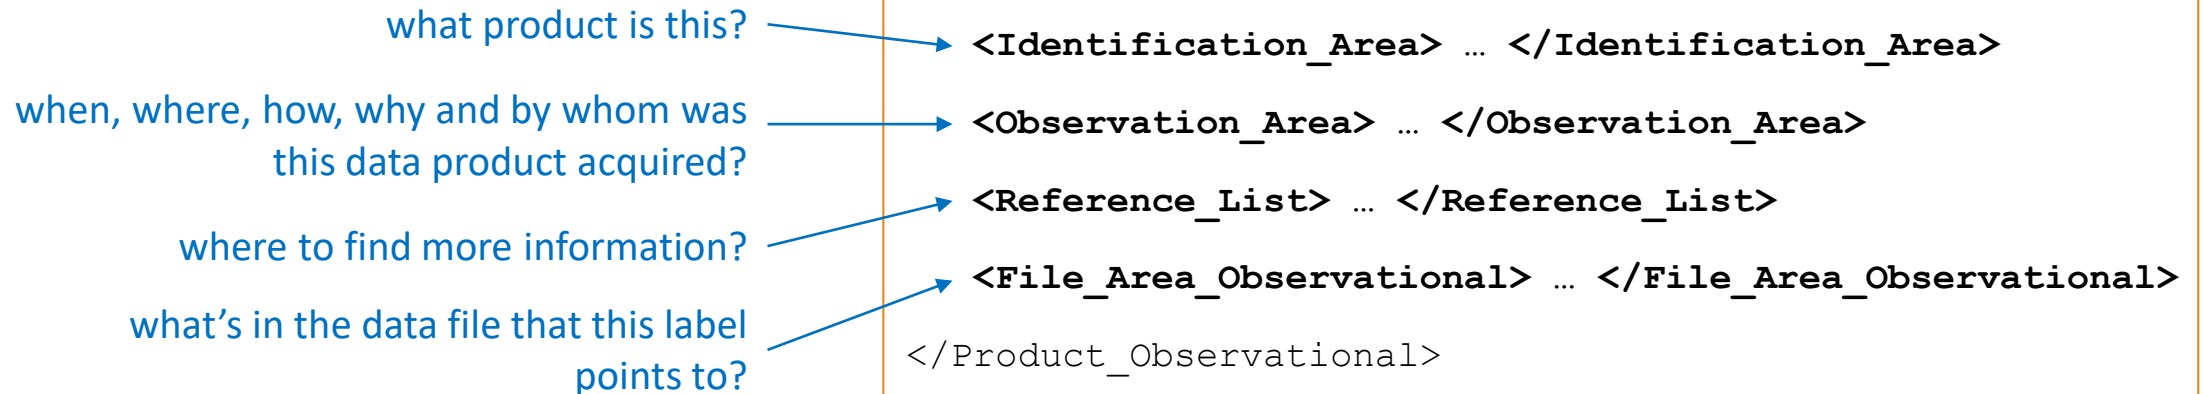 what product is this?
<Identification_Area> … </Identification_Area>
when, where, how, why and by whom was
this data product acquired?
<Observation_Area> … </Observation_Area>
where to find more information?
<Reference_List> … </Reference_List>
what’s in the data file that this label
points to?
<File_Area_Observational> … </File_Area_Observational>
</Product_Observational>